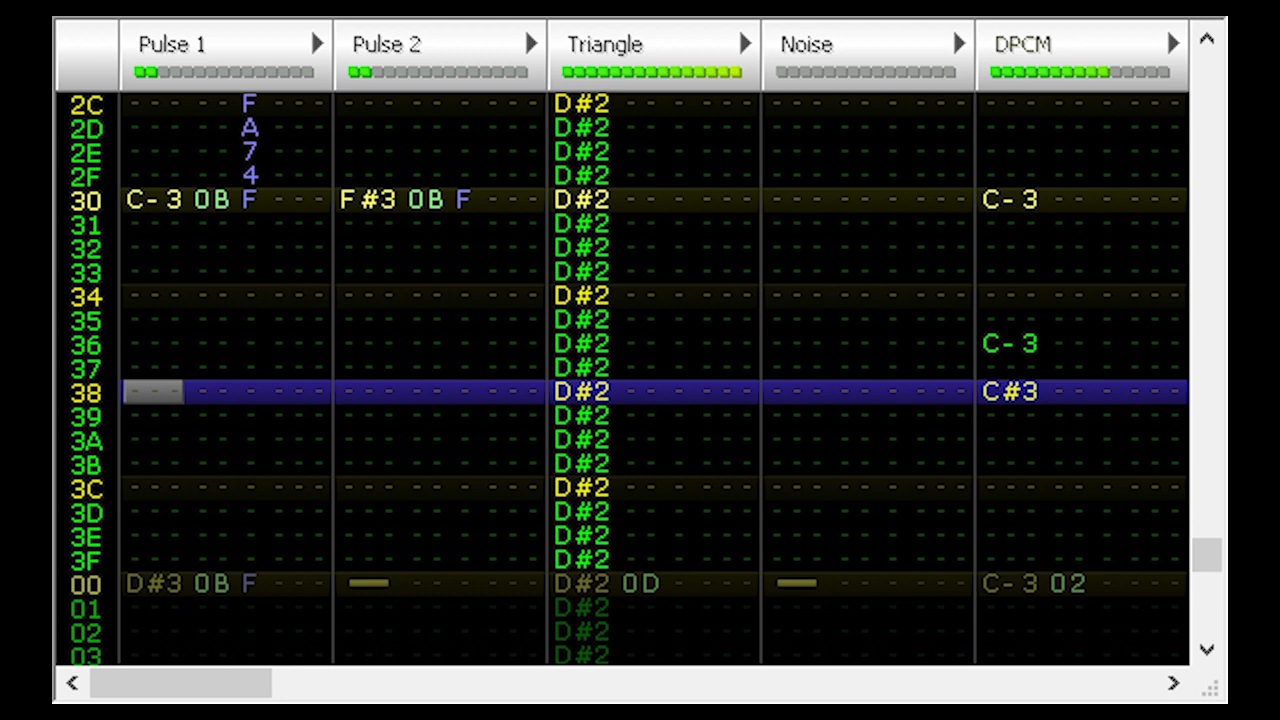 Pulse 1 Pulse 2 Triangle Noise DPCM
2C F D#2
2D A D#2
2E 7 D#2
2F 4 D#2
30 C-3 0B F F#3 0B F D#2 C-3
31 D#2
32 D#2
33 D#2
34 D#2
35 D#2
36 D#2 C-3
37 D#2
38 D#2 C#3
39 D#2
3A D#2
3B D#2
3C D#2
3D D#2
3E D#2
3F D#2
00 D#3 0B F D#2 0D C-3 02
01 D#2
02 D#2
03 D#2